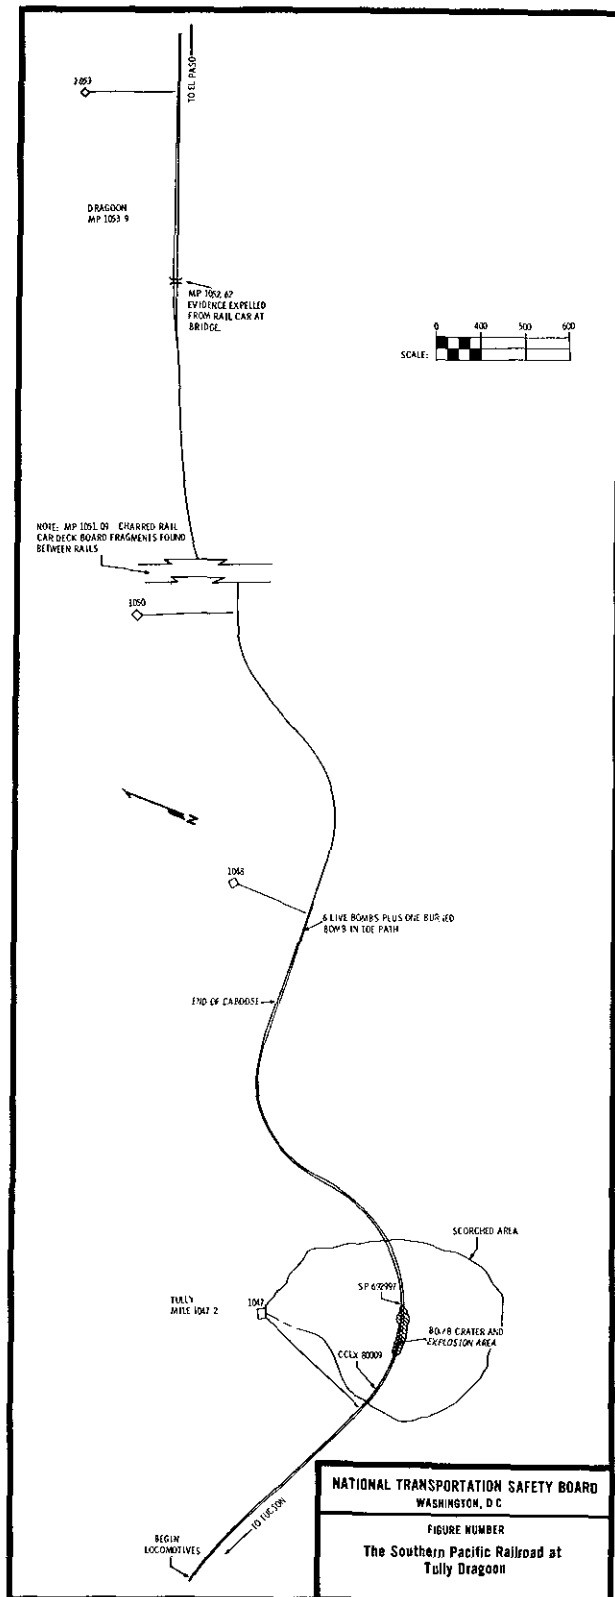 1053
TO EL PASO
DRAGOON
MP 1053 9
MP 1052.62
EVIDENCE EXPELLED
FROM RAIL CAR AT
BRIDGE.
0 400 500 600
SCALE:
NOTE: MP 1051.09 CHARRED RAIL
CAR DECK BOARD FRAGMENTS FOUND
BETWEEN RAILS
1050
N
1048
6 LIVE BOMBS PLUS ONE BURIED
BOMB IN TOE PATH
END OF CABOOSE
SCORCHED AREA
SP 692997
TULLY
MILE 1047 2
1047
BOMB CRATER AND
EXPLOSION AREA
CCLX 80009
TO TUCSON
BEGIN
LOCOMOTIVES
NATIONAL TRANSPORTATION SAFETY BOARD
WASHINGTON, D C
FIGURE NUMBER
The Southern Pacific Railroad at
Tully Dragoon